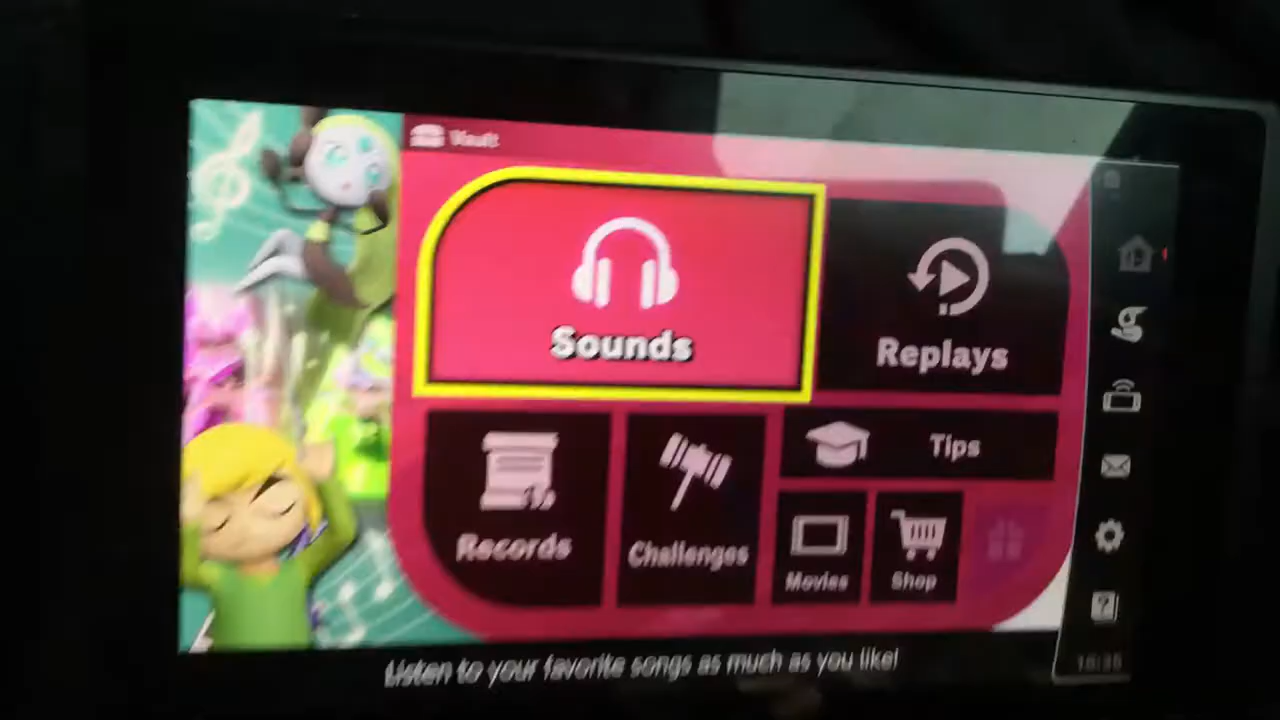 Vault
Sounds
Replays
Records
Challenges
Tips
Movies
Shop
?
Listen to your favorite songs as much as you like!